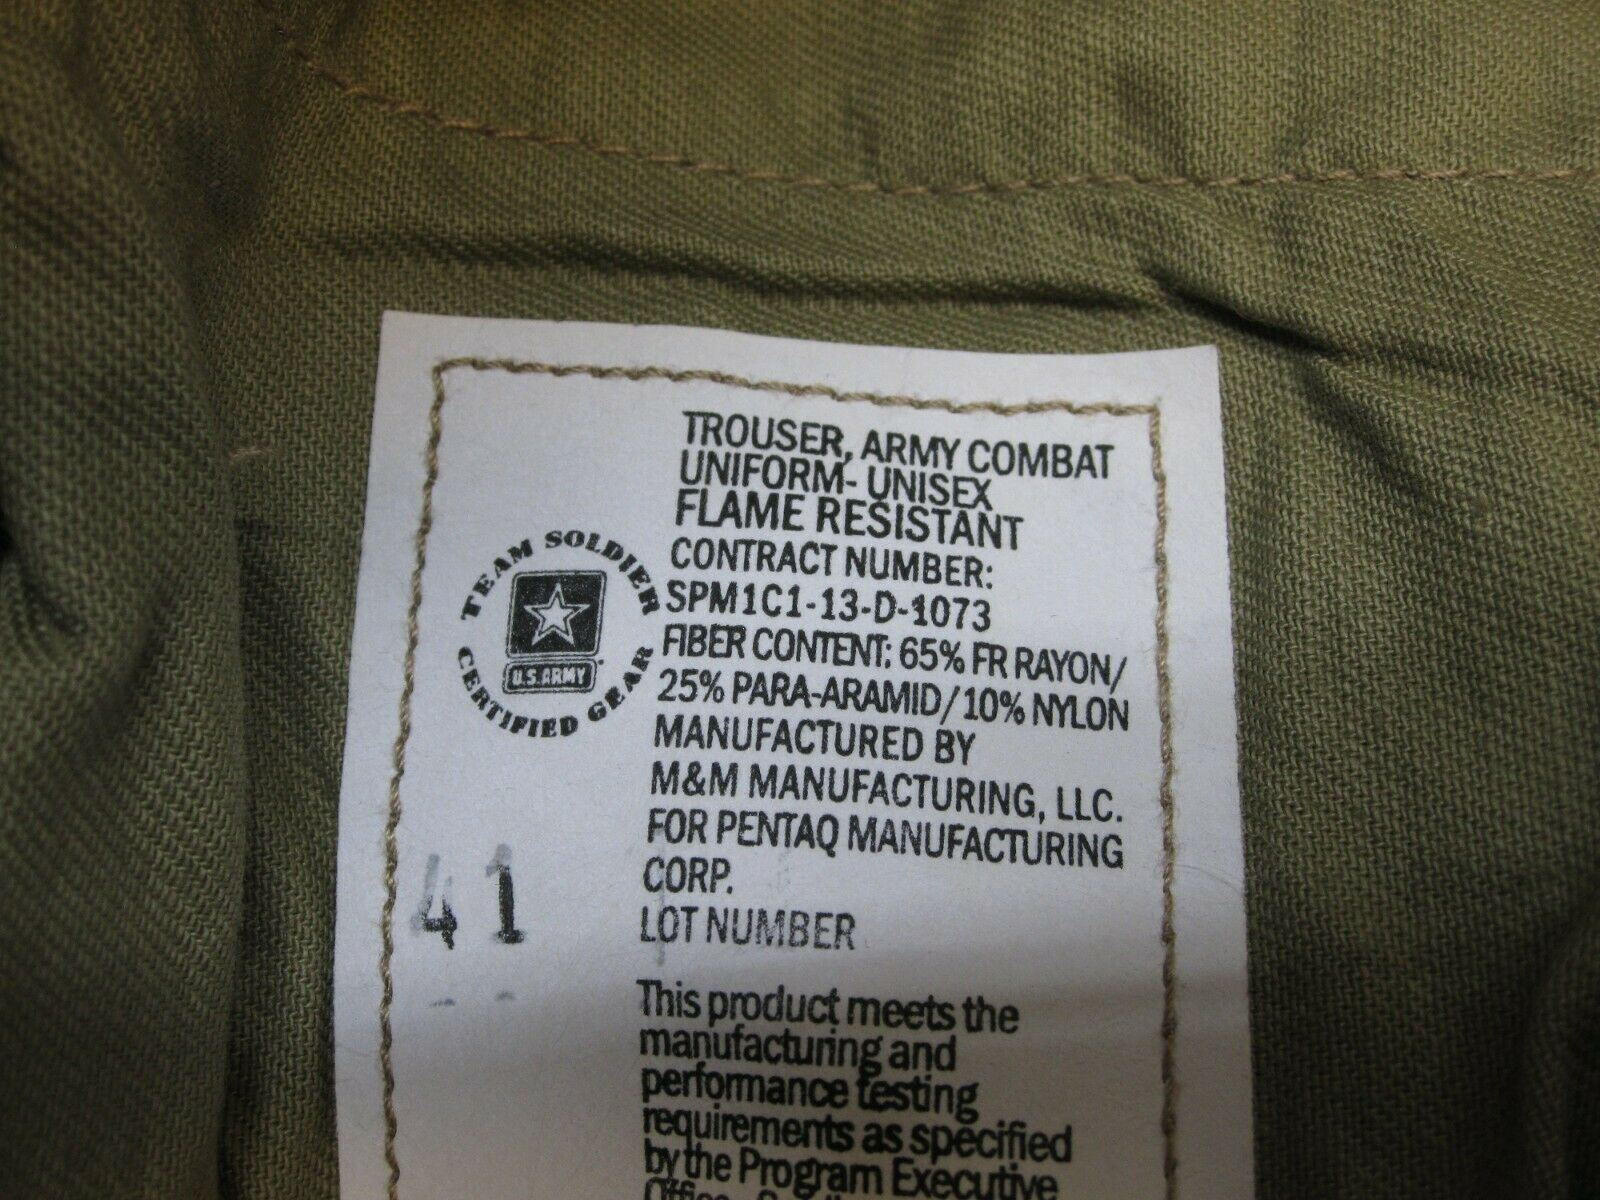 TROUSER, ARMY COMBAT
UNIFORM- UNISEX
FLAME RESISTANT
CONTRACT NUMBER:
SPM1C1-13-D-1073
FIBER CONTENT: 65% FR RAYON/
25% PARA-ARAMID/10% NYLON
MANUFACTURED BY
M&M MANUFACTURING, LLC.
FOR PENTAQ MANUFACTURING
CORP.
LOT NUMBER
TEAM SOLDIER
U.S.ARMY
CERTIFIED GEAR
41
This product meets the
manufacturing and
performance testing
requirements as specified
by the Program Executive